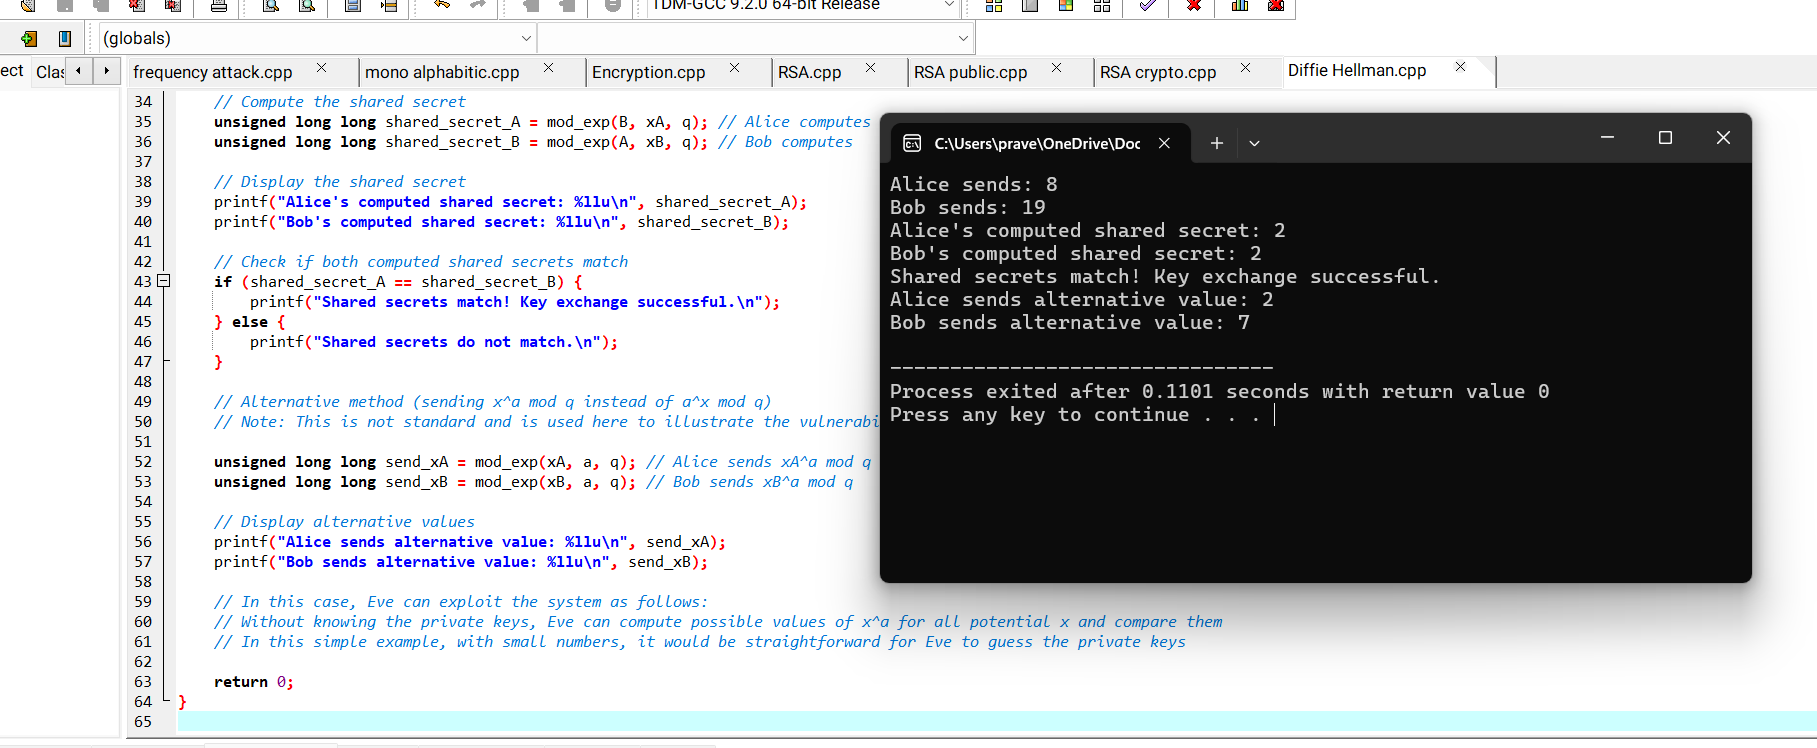 TDM-GCC 9.2.0 64-bit Release
(globals)
ect Clas
frequency attack.cpp mono alphabitic.cpp Encryption.cpp RSA.cpp RSA public.cpp RSA crypto.cpp Diffie Hellman.cpp
34 // Compute the shared secret
35 unsigned long long shared_secret_A = mod_exp(B, xA, q); // Alice computes
36 unsigned long long shared_secret_B = mod_exp(A, xB, q); // Bob computes
37
38 // Display the shared secret
39 printf("Alice's computed shared secret: %llu\n", shared_secret_A);
40 printf("Bob's computed shared secret: %llu\n", shared_secret_B);
41
42 // Check if both computed shared secrets match
43 if (shared_secret_A == shared_secret_B) {
44 printf("Shared secrets match! Key exchange successful.\n");
45 } else {
46 printf("Shared secrets do not match.\n");
47 }
48
49 // Alternative method (sending x^a mod q instead of a^x mod q)
50 // Note: This is not standard and is used here to illustrate the vulnerabi
51
52 unsigned long long send_xA = mod_exp(xA, a, q); // Alice sends xA^a mod q
53 unsigned long long send_xB = mod_exp(xB, a, q); // Bob sends xB^a mod q
54
55 // Display alternative values
56 printf("Alice sends alternative value: %llu\n", send_xA);
57 printf("Bob sends alternative value: %llu\n", send_xB);
58
59 // In this case, Eve can exploit the system as follows:
60 // Without knowing the private keys, Eve can compute possible values of x^a for all potential x and compare them
61 // In this simple example, with small numbers, it would be straightforward for Eve to guess the private keys
62
63 return 0;
64 }
65
C:\Users\prave\OneDrive\Doc
Alice sends: 8
Bob sends: 19
Alice's computed shared secret: 2
Bob's computed shared secret: 2
Shared secrets match! Key exchange successful.
Alice sends alternative value: 2
Bob sends alternative value: 7
--------------------------------
Process exited after 0.1101 seconds with return value 0
Press any key to continue . . .